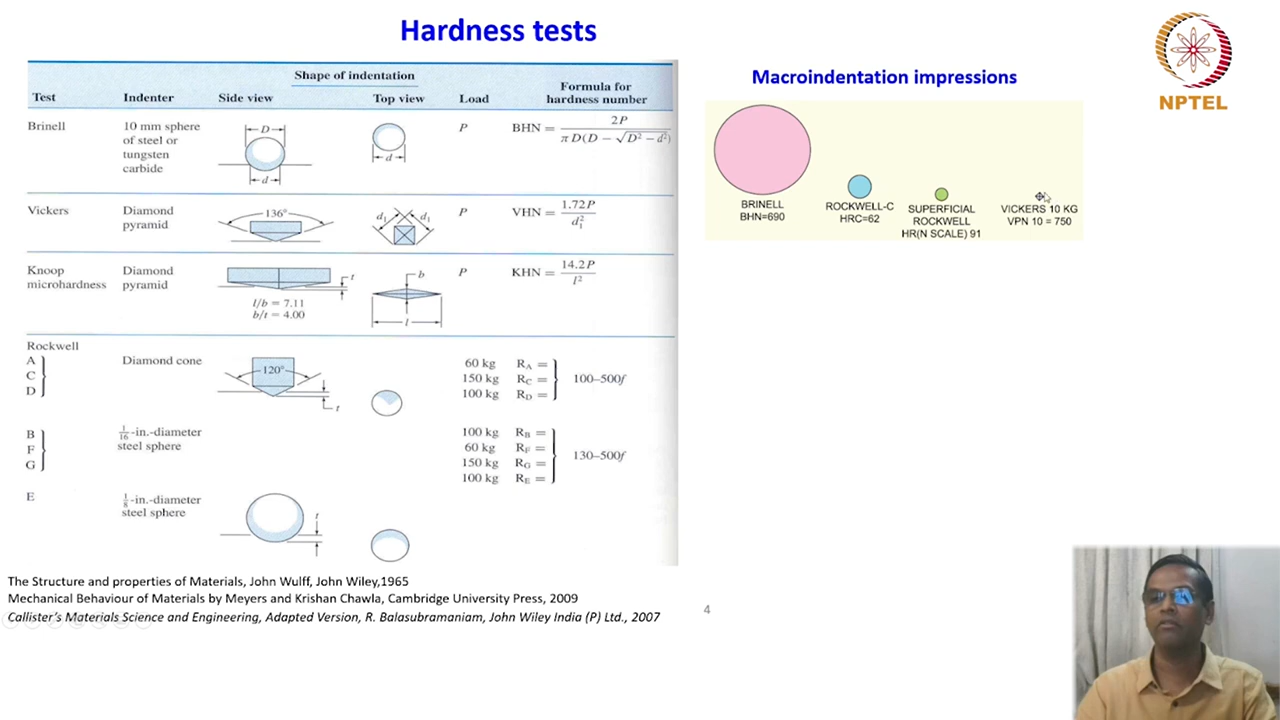 Hardness tests
NPTEL
Shape of indentation
Test Indenter Side view Top view Load Formula for hardness number
Brinell
10 mm sphere
of steel or
tungsten
carbide
D
d
d
P
BHN = 2P / π D(D − √D² − d²)
Vickers
Diamond
pyramid
136°
d₁ d₁
P
VHN = 1.72P / d₁²
Knoop
microhardness
Diamond
pyramid
t
l/b = 7.11
b/t = 4.00
b
l
P
KHN = 14.2P / l²
Rockwell
A
C
D
Diamond cone
120°
t
60 kg R_A =
150 kg R_C =
100 kg R_D =
100–500t
B
F
G
1/16-in.-diameter
steel sphere
100 kg R_B =
60 kg R_F =
150 kg R_G =
100 kg R_E =
130–500t
E
1/8-in.-diameter
steel sphere
t
Macroindentation impressions
BRINELL
BHN=690
ROCKWELL-C
HRC=62
SUPERFICIAL
ROCKWELL
HR(N SCALE) 91
VICKERS 10 KG
VPN 10 = 750
The Structure and properties of Materials, John Wulff, John Wiley,1965
Mechanical Behaviour of Materials by Meyers and Krishan Chawla, Cambridge University Press, 2009
Callister's Materials Science and Engineering, Adapted Version, R. Balasubramaniam, John Wiley India (P) Ltd., 2007
4